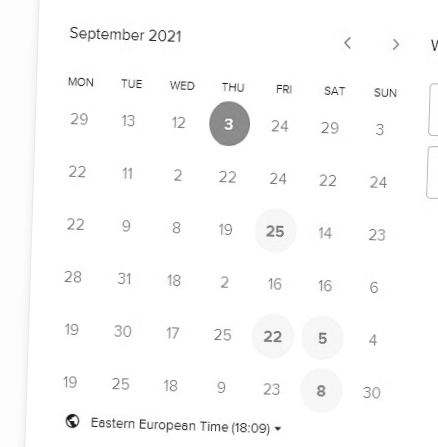 September 2021
MON TUE WED THU FRI SAT SUN
29 13 12 3 24 29 3
22 11 2 22 24 22 24
22 9 8 19 25 14 23
28 31 18 2 16 16 6
19 30 17 25 22 5 4
19 25 18 9 23 8 30
Eastern European Time (18:09)